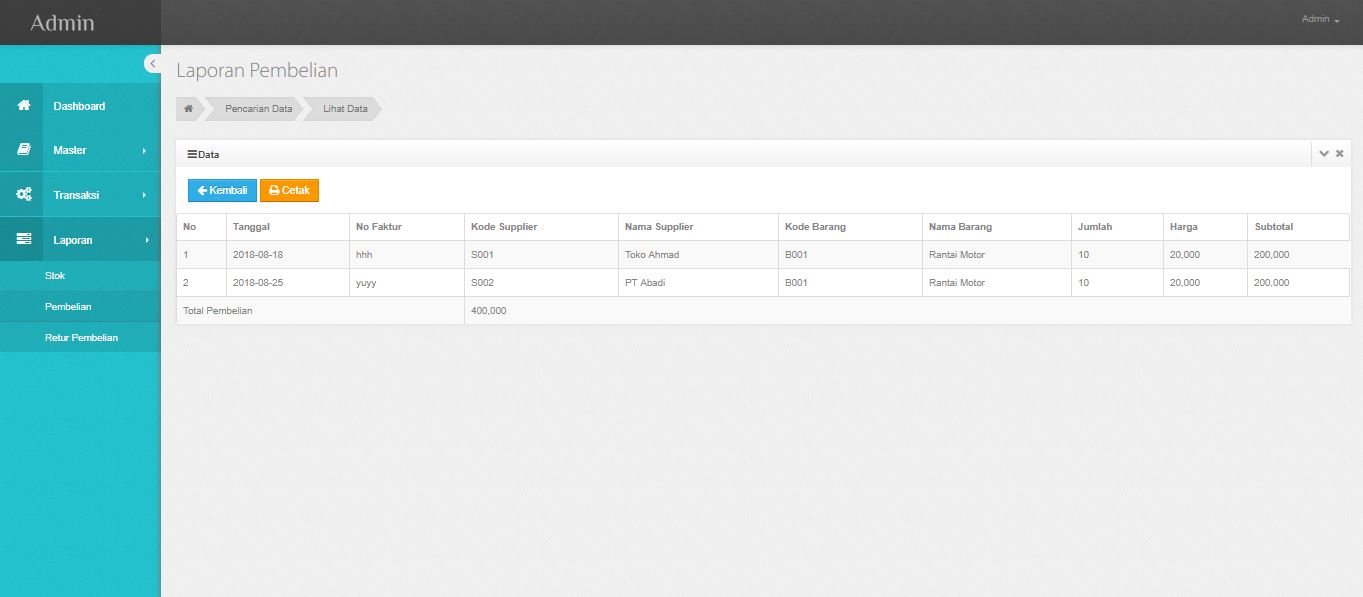 Admin
Admin
Laporan Pembelian
Pencarian Data Lihat Data
Dashboard
Master
Transaksi
Laporan
Stok
Pembelian
Retur Pembelian
Data
Kembali Cetak
No Tanggal No Faktur Kode Supplier Nama Supplier Kode Barang Nama Barang Jumlah Harga Subtotal
1 2018-08-18 hhh S001 Toko Ahmad B001 Rantai Motor 10 20,000 200,000
2 2018-08-25 yuyy S002 PT Abadi B001 Rantai Motor 10 20,000 200,000
Total Pembelian 400,000